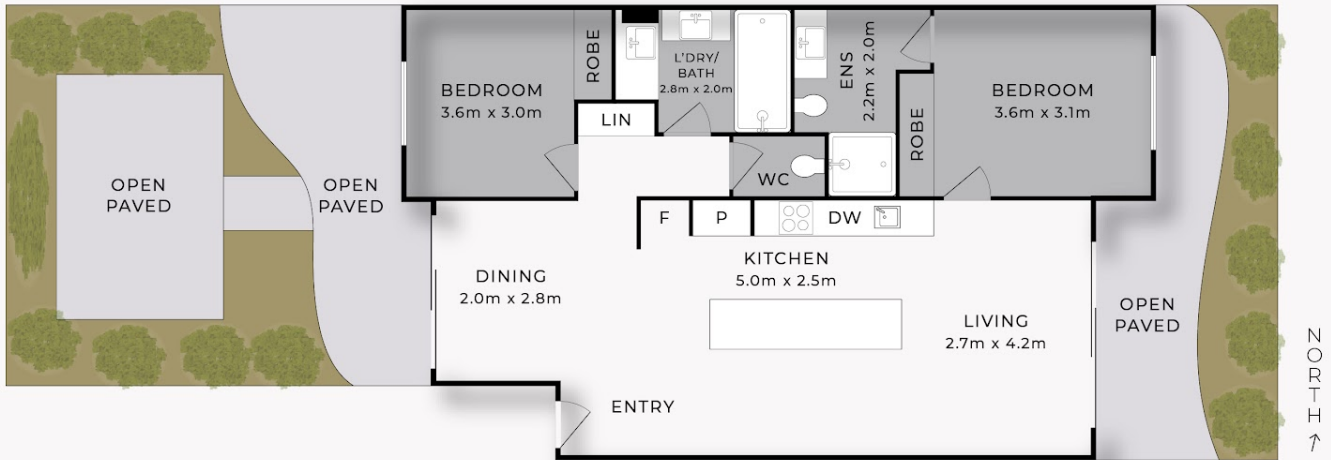 BEDROOM
3.6m x 3.0m
ROBE
LIN
L'DRY/
BATH
2.8m x 2.0m
ENS
2.2m x 2.0m
ROBE
BEDROOM
3.6m x 3.1m
WC
OPEN
PAVED
OPEN
PAVED
F
P
DW
KITCHEN
5.0m x 2.5m
DINING
2.0m x 2.8m
LIVING
2.7m x 4.2m
OPEN
PAVED
ENTRY
NORTH ↑